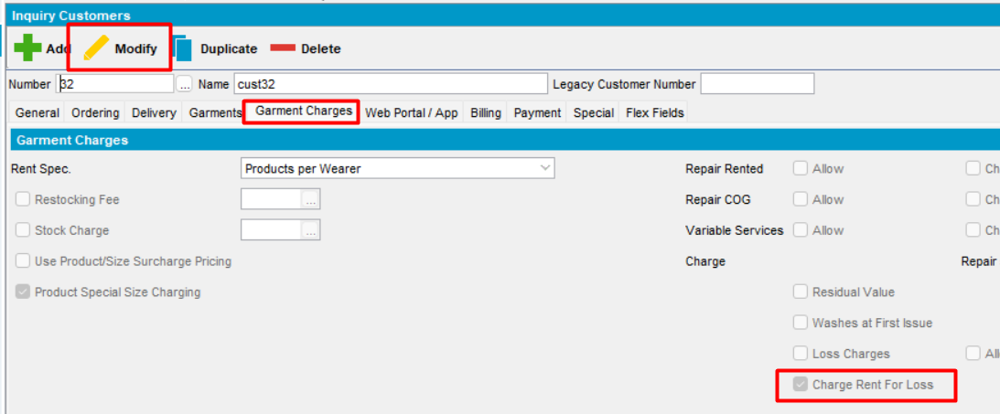 Inquiry Customers
Add Modify Duplicate Delete
Number 32 ... Name cust32 Legacy Customer Number
General Ordering Delivery Garments Garment Charges Web Portal / App Billing Payment Special Flex Fields
Garment Charges
Rent Spec. Products per Wearer Repair Rented Allow Ch
Restocking Fee ... Repair COG Allow Ch
Stock Charge ... Variable Services Allow Ch
Use Product/Size Surcharge Pricing Charge Repair
Product Special Size Charging Residual Value
Washes at First Issue
Loss Charges All
Charge Rent For Loss